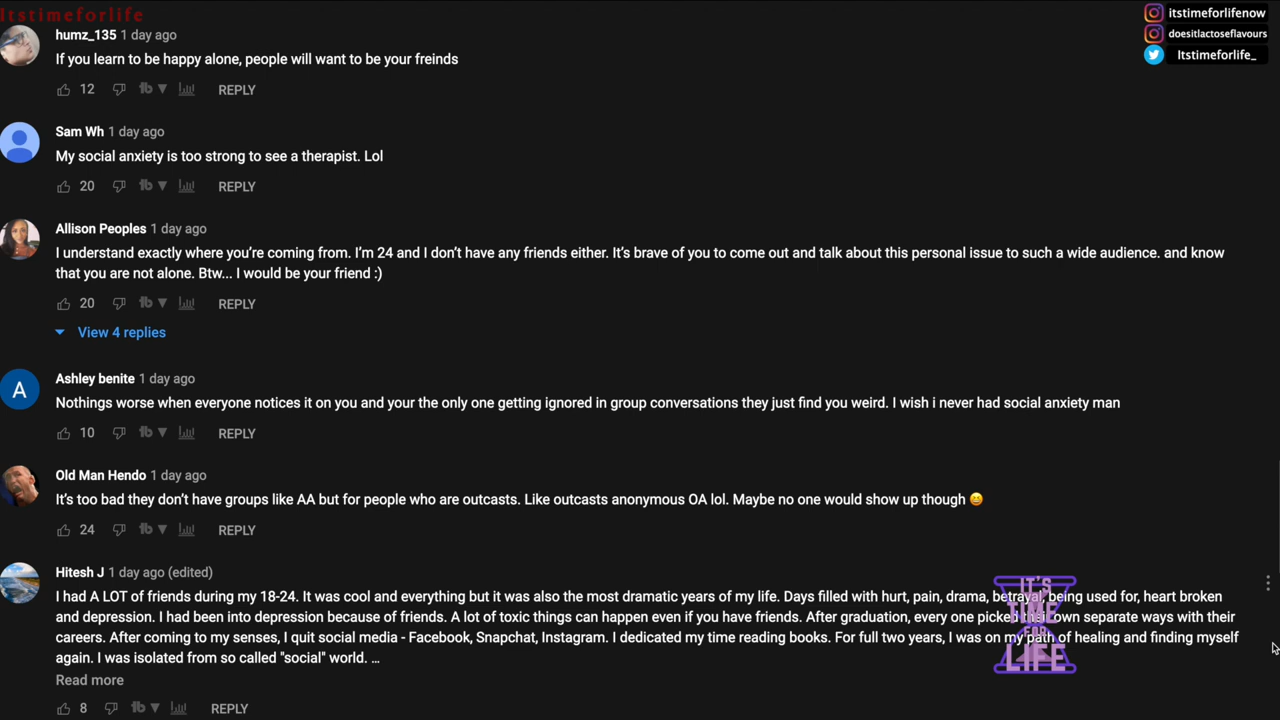 Itstimeforlife
itstimeforlifenow
doesitlactoseflavours
Itstimeforlife_
humz_135 1 day ago
If you learn to be happy alone, people will want to be your freinds
12 REPLY
Sam Wh 1 day ago
My social anxiety is too strong to see a therapist. Lol
20 REPLY
Allison Peoples 1 day ago
I understand exactly where you're coming from. I'm 24 and I don't have any friends either. It's brave of you to come out and talk about this personal issue to such a wide audience. and know
that you are not alone. Btw... I would be your friend :)
20 REPLY
View 4 replies
A
Ashley benite 1 day ago
Nothings worse when everyone notices it on you and your the only one getting ignored in group conversations they just find you weird. I wish i never had social anxiety man
10 REPLY
Old Man Hendo 1 day ago
It's too bad they don't have groups like AA but for people who are outcasts. Like outcasts anonymous OA lol. Maybe no one would show up though 😄
24 REPLY
Hitesh J 1 day ago (edited)
I had A LOT of friends during my 18-24. It was cool and everything but it was also the most dramatic years of my life. Days filled with hurt, pain, drama, betrayal, being used for, heart broken
and depression. I had been into depression because of friends. A lot of toxic things can happen even if you have friends. After graduation, every one picked their own separate ways with their
careers. After coming to my senses, I quit social media - Facebook, Snapchat, Instagram. I dedicated my time reading books. For full two years, I was on my path of healing and finding myself
again. I was isolated from so called "social" world. ...
Read more
8 REPLY
IT'S
TIME
FOR
LIFE